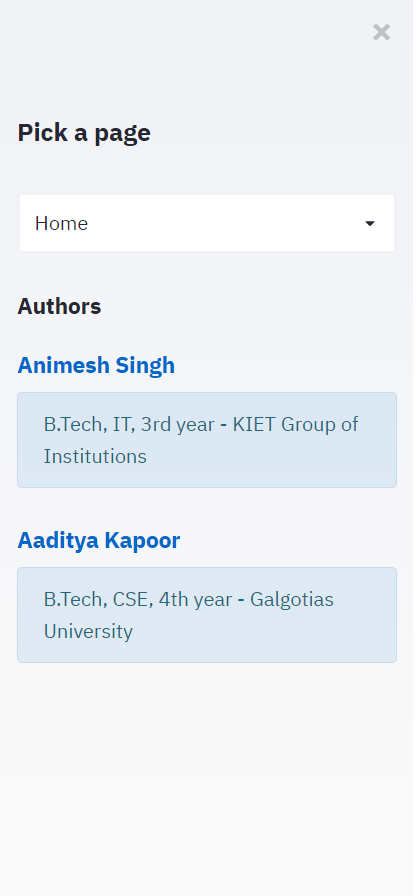 Pick a page
Home
Authors
Animesh Singh
B.Tech, IT, 3rd year - KIET Group of
Institutions
Aaditya Kapoor
B.Tech, CSE, 4th year - Galgotias
University